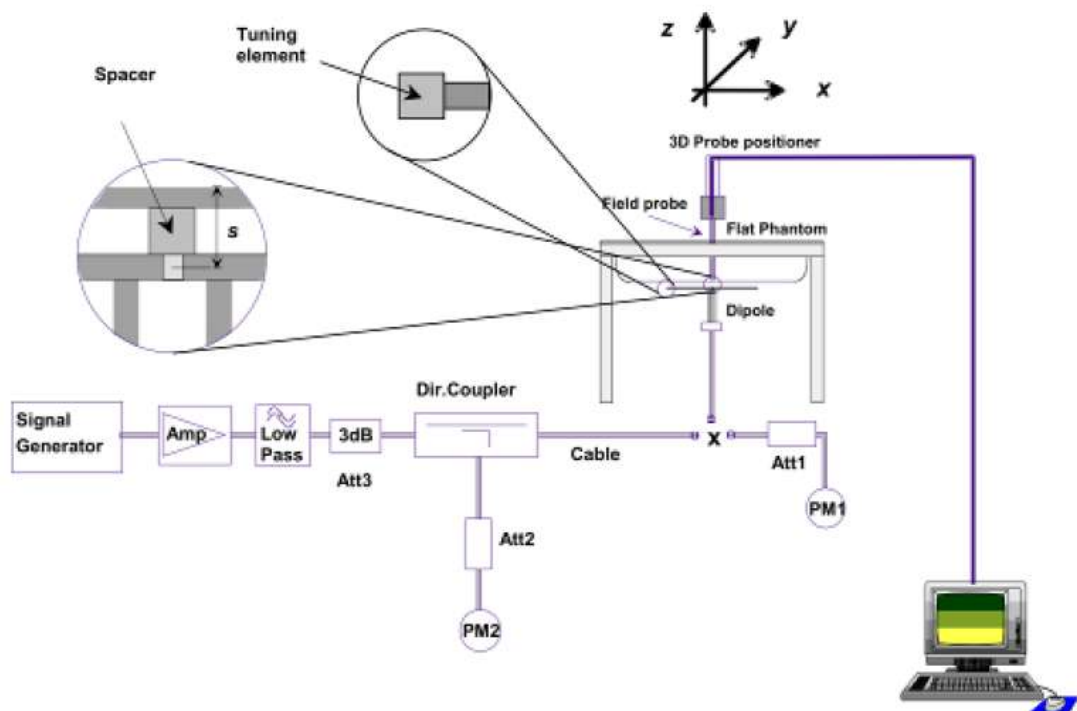 Tuning
element
z
y
x
Spacer
3D Probe positioner
Field probe
Flat Phantom
s
Dipole
Dir.Coupler
Signal
Generator
Amp
Low
Pass
3dB
Att3
Cable
x
Att1
PM1
Att2
PM2